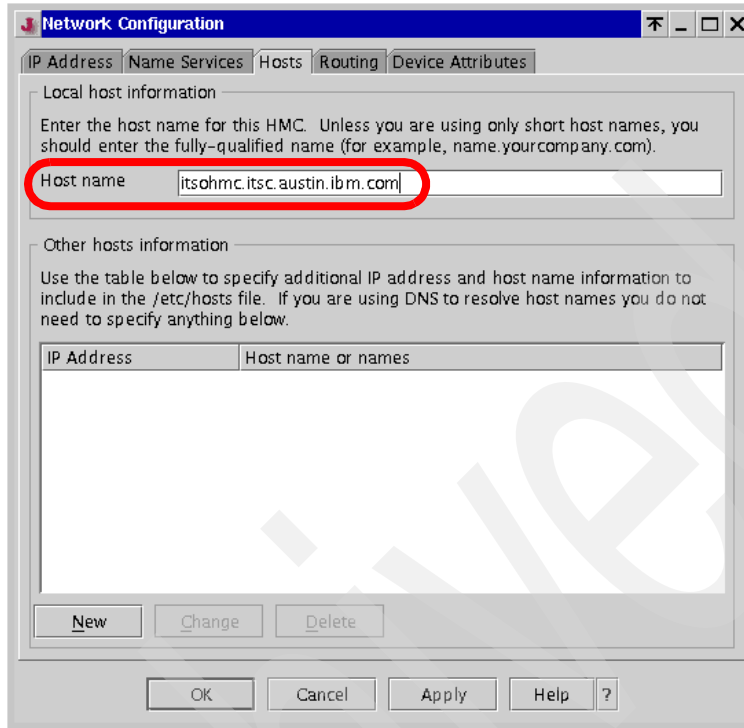 Network Configuration
IP Address Name Services Hosts Routing Device Attributes
Local host information
Enter the host name for this HMC. Unless you are using only short host names, you
should enter the fully-qualified name (for example, name.yourcompany.com).
Host name itsohmc.itsc.austin.ibm.com
Other hosts information
Use the table below to specify additional IP address and host name information to
include in the /etc/hosts file. If you are using DNS to resolve host names you do not
need to specify anything below.
IP Address Host name or names
New Change Delete
OK Cancel Apply Help ?